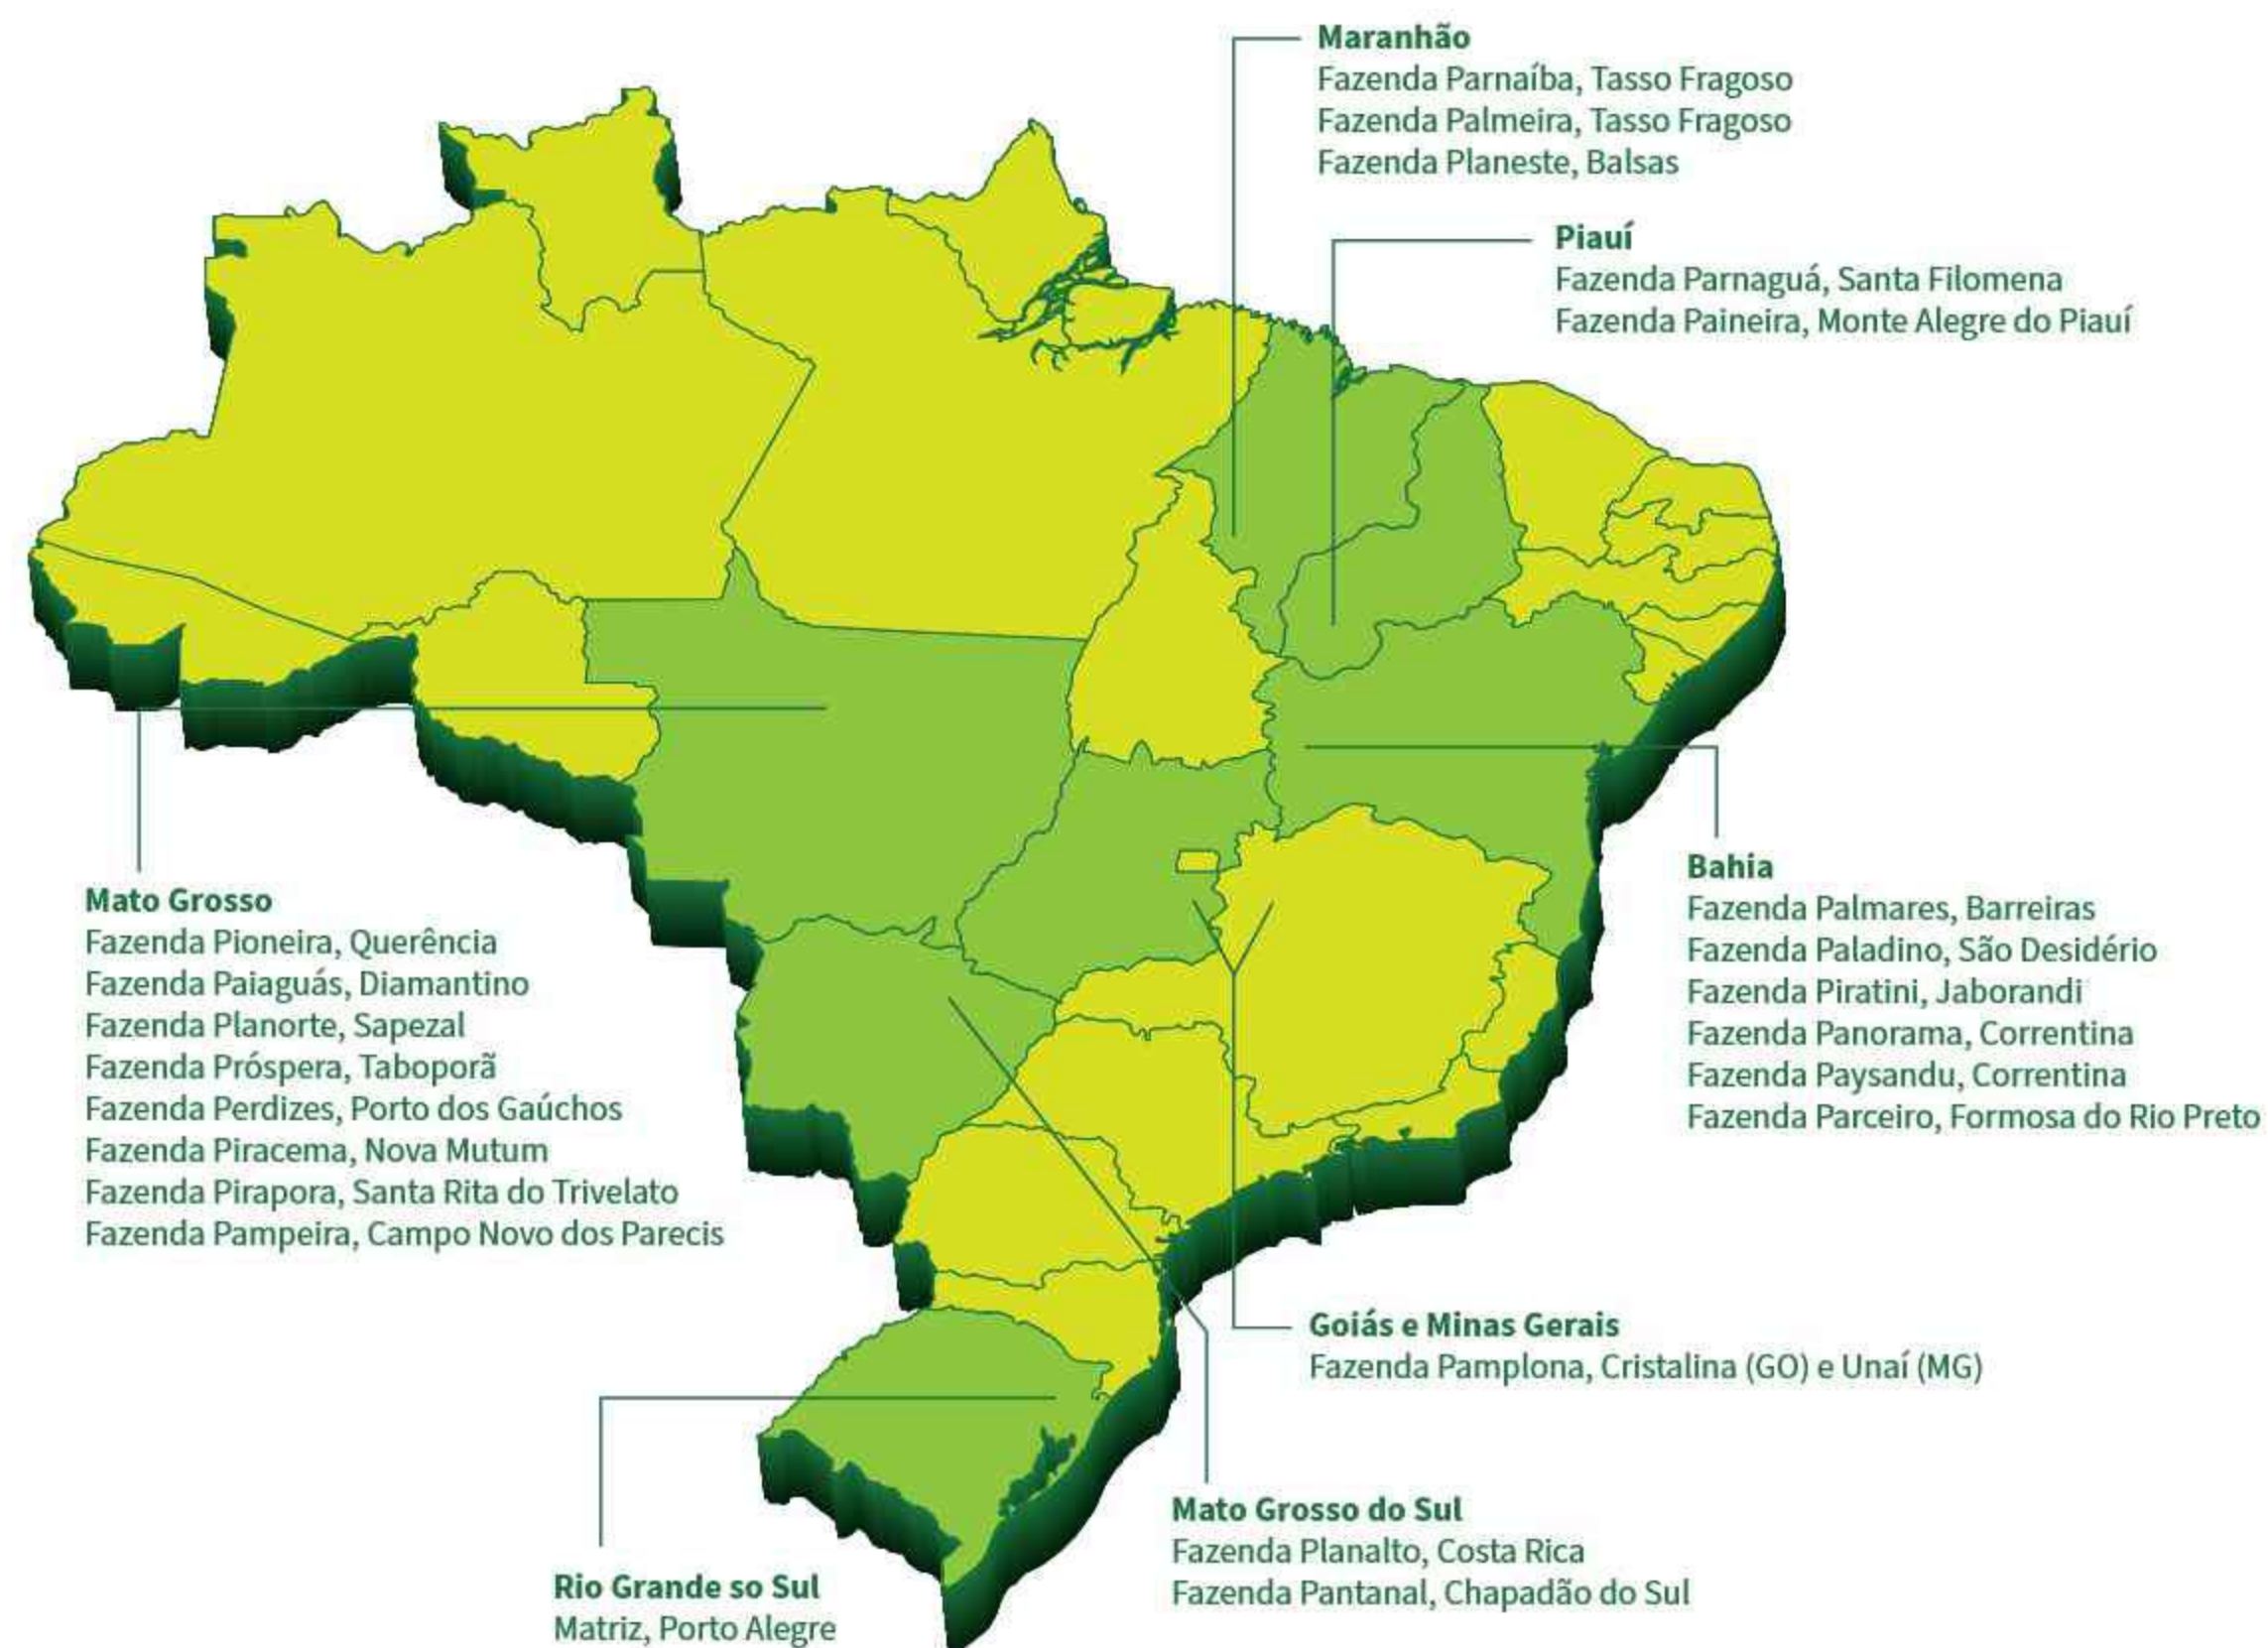 Maranhão
Fazenda Parnaíba, Tasso Fragoso
Fazenda Palmeira, Tasso Fragoso
Fazenda Planeste, Balsas
Piauí
Fazenda Parnaguá, Santa Filomena
Fazenda Paineira, Monte Alegre do Piauí
Mato Grosso
Fazenda Pioneira, Querência
Fazenda Paiaguás, Diamantino
Fazenda Planorte, Sapezal
Fazenda Próspera, Taboporã
Fazenda Perdizes, Porto dos Gaúchos
Fazenda Piracema, Nova Mutum
Fazenda Pirapora, Santa Rita do Trivelato
Fazenda Pampeira, Campo Novo dos Parecis
Bahia
Fazenda Palmares, Barreiras
Fazenda Paladino, São Desidério
Fazenda Piratini, Jaborandi
Fazenda Panorama, Correntina
Fazenda Paysandu, Correntina
Fazenda Parceiro, Formosa do Rio Preto
Goiás e Minas Gerais
Fazenda Pamplona, Cristalina (GO) e Unaí (MG)
Mato Grosso do Sul
Fazenda Planalto, Costa Rica
Fazenda Pantanal, Chapadão do Sul
Rio Grande so Sul
Matriz, Porto Alegre